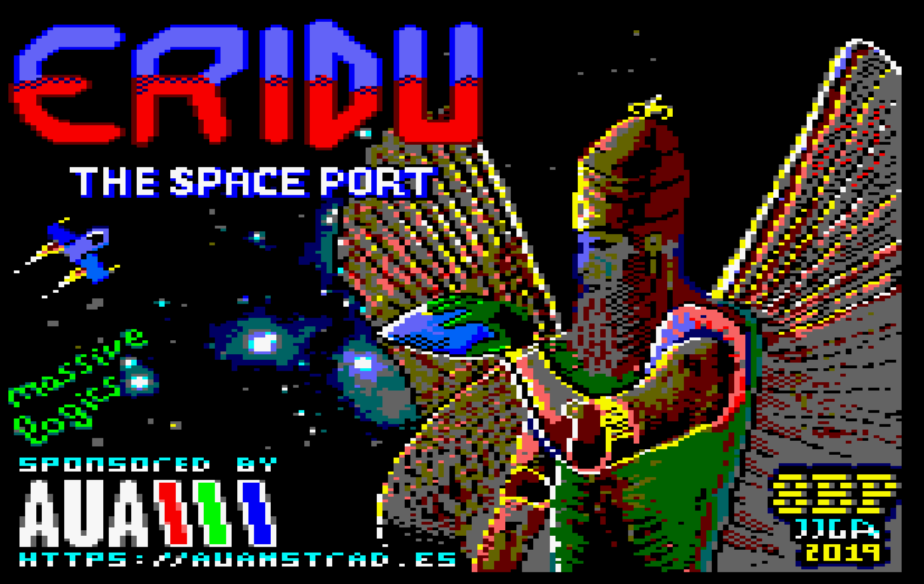 ERIDU
THE SPACE PORT
massive
logics
SPONSORED BY
AUA
HTTPS://AUAMSTRAD.ES
8BP
JJGA
2019